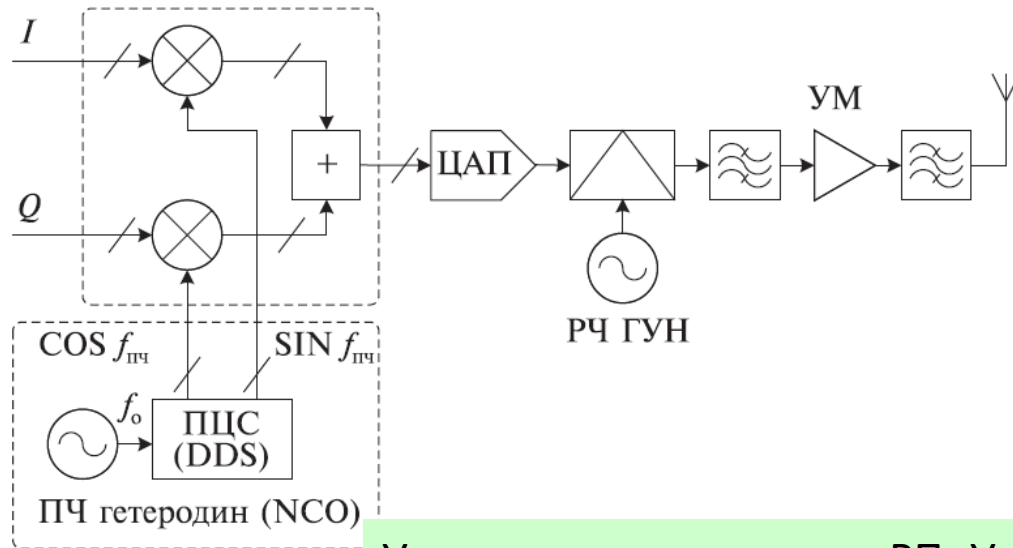 I
УМ
+
ЦАП
Q
РЧ ГУН
COS fпч
SIN fпч
fо
ПЦС
(DDS)
ПЧ гетеродин (NCO)